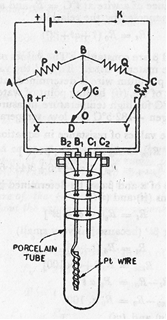 + -
K
B
P
Q
G
A
C
S
R+r
O
X
D
Y
B₂ B₁ C₁ C₂
PORCELAIN
TUBE
Pt WIRE